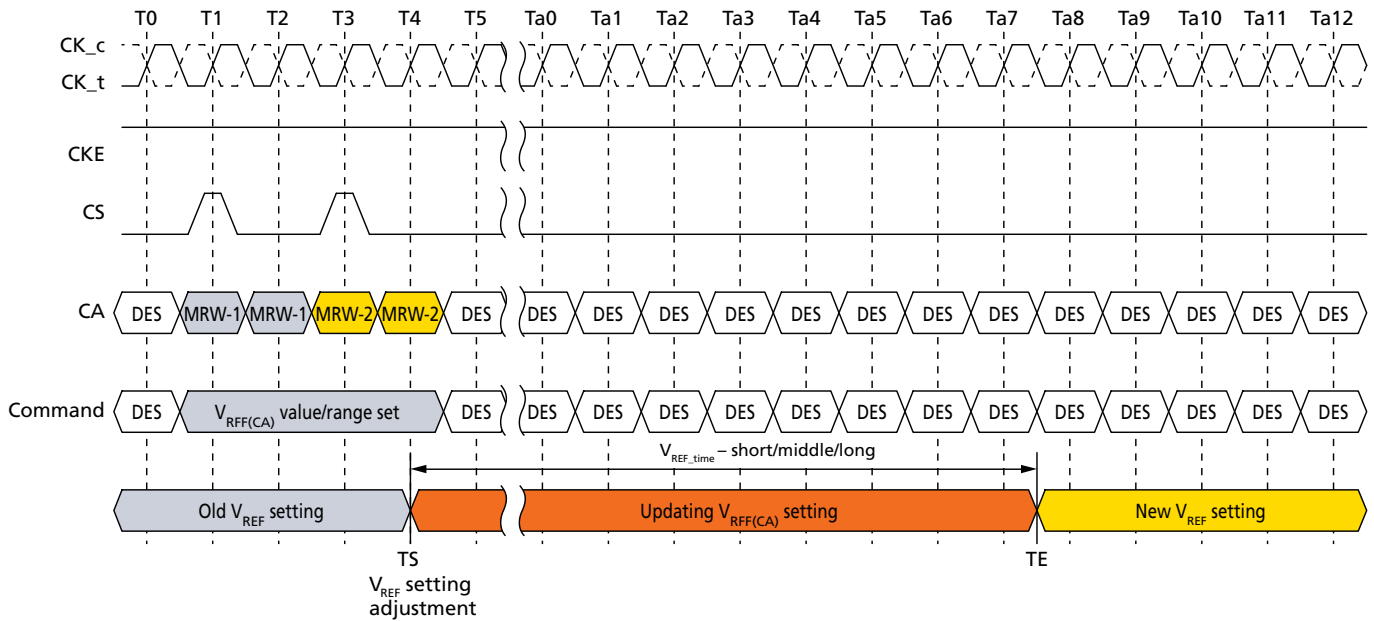 T0 T1 T2 T3 T4 T5 Ta0 Ta1 Ta2 Ta3 Ta4 Ta5 Ta6 Ta7 Ta8 Ta9 Ta10 Ta11 Ta12
CK_c
CK_t
CKE
CS
CA DES MRW-1 MRW-1 MRW-2 MRW-2 DES DES DES DES DES DES DES DES DES DES DES DES DES DES
Command DES VRFF(CA) value/range set DES DES DES DES DES DES DES DES DES DES DES DES DES DES
VREF_time – short/middle/long
Old VREF setting Updating VRFF(CA) setting New VREF setting
TS TE
VREF setting
adjustment